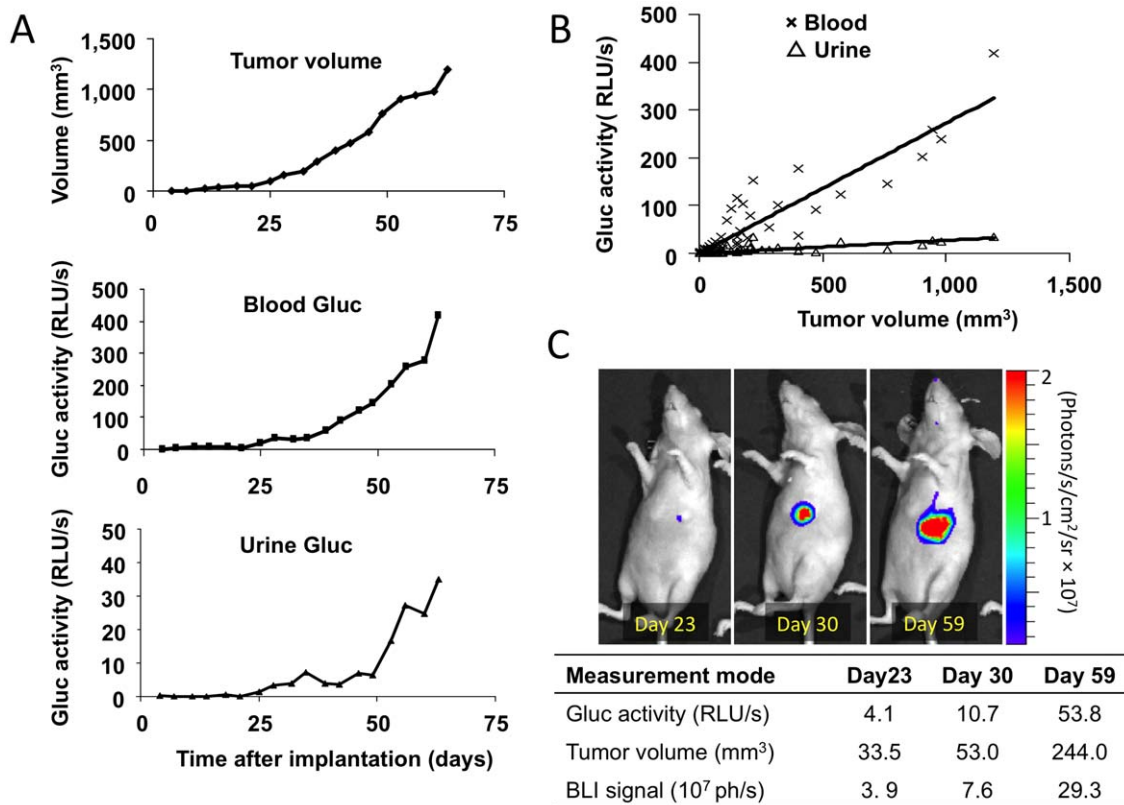 A
Tumor volume
Volume (mm³)
1,500
1,000
500
0
0 25 50 75
Blood Gluc
Gluc activity (RLU/s)
500
400
300
200
100
0
0 25 50 75
Urine Gluc
Gluc activity (RLU/s)
50
40
30
20
10
0
0 25 50 75
Time after implantation (days)
B
× Blood
△ Urine
Gluc activity( RLU/s)
500
400
300
200
100
0
0 500 1,000 1,500
Tumor volume (mm³)
C
Day 23 Day 30 Day 59
2
1
(Photons/s/cm²/sr × 10⁷)
Measurement mode Day23 Day 30 Day 59
Gluc activity (RLU/s) 4.1 10.7 53.8
Tumor volume (mm³) 33.5 53.0 244.0
BLI signal (10⁷ ph/s) 3. 9 7.6 29.3